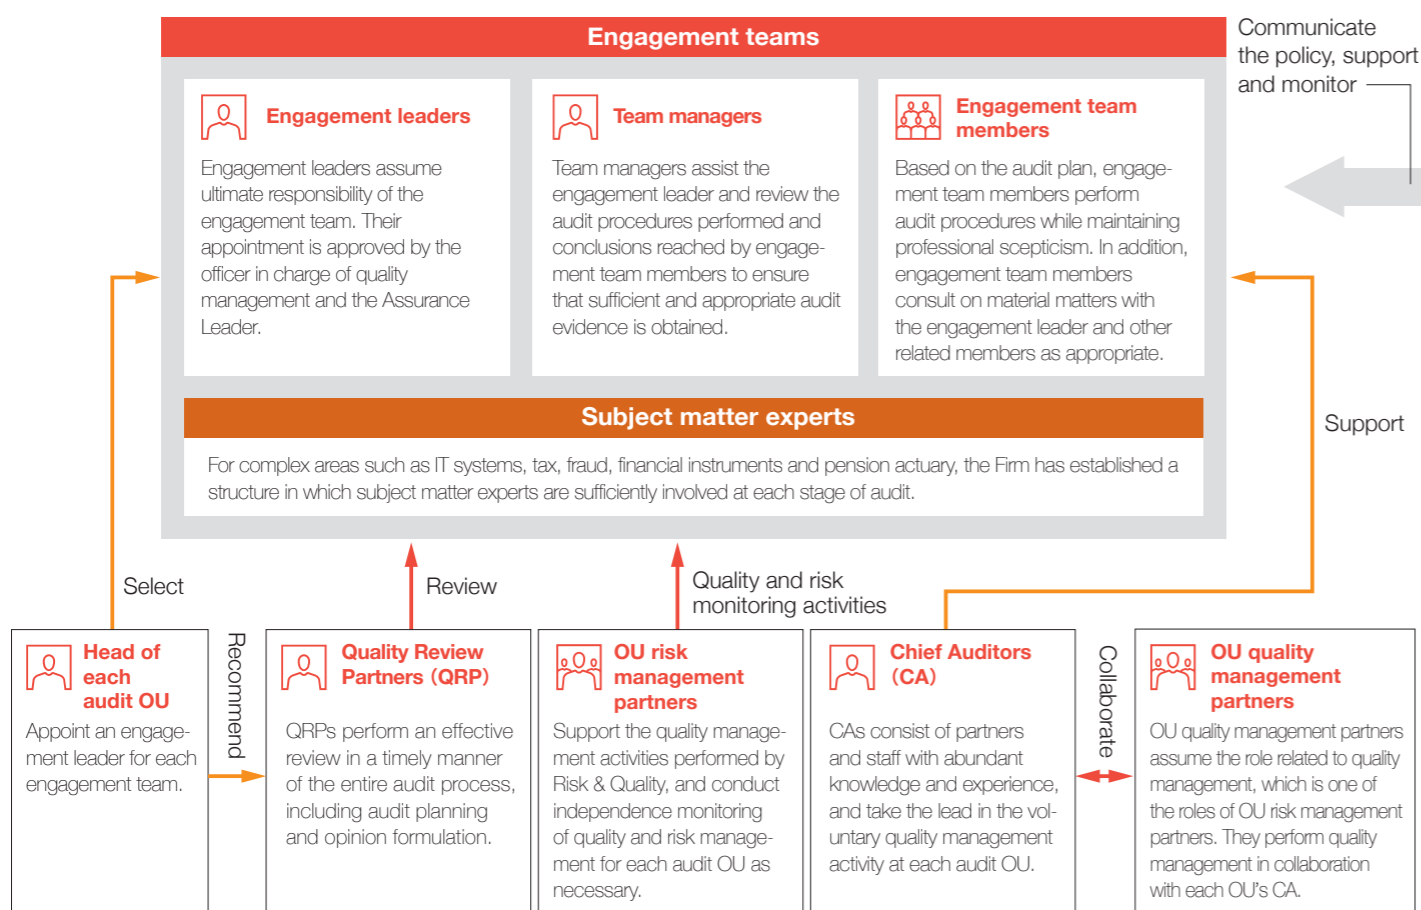 Engagement teams
Communicate
the policy, support
and monitor
Engagement leaders
Engagement leaders assume
ultimate responsibility of the
engagement team. Their
appointment is approved by the
officer in charge of quality
management and the Assurance
Leader.
Team managers
Team managers assist the
engagement leader and review the
audit procedures performed and
conclusions reached by engage-
ment team members to ensure
that sufficient and appropriate audit
evidence is obtained.
Engagement team
members
Based on the audit plan, engage-
ment team members perform
audit procedures while maintaining
professional scepticism. In addition,
engagement team members
consult on material matters with
the engagement leader and other
related members as appropriate.
Subject matter experts
For complex areas such as IT systems, tax, fraud, financial instruments and pension actuary, the Firm has established a
structure in which subject matter experts are sufficiently involved at each stage of audit.
Support
Select
Review
Quality and risk
monitoring activities
Head of
each
audit OU
Appoint an engage-
ment leader for each
engagement team.
Recommend
Quality Review
Partners (QRP)
QRPs perform an effective
review in a timely manner
of the entire audit process,
including audit planning
and opinion formulation.
OU risk
management
partners
Support the quality manage-
ment activities performed by
Risk & Quality, and conduct
independence monitoring
of quality and risk manage-
ment for each audit OU as
necessary.
Chief Auditors
(CA)
CAs consist of partners
and staff with abundant
knowledge and experience,
and take the lead in the vol-
untary quality management
activity at each audit OU.
Collaborate
OU quality
management
partners
OU quality management partners
assume the role related to quality
management, which is one of
the roles of OU risk management
partners. They perform quality
management in collaboration
with each OU's CA.